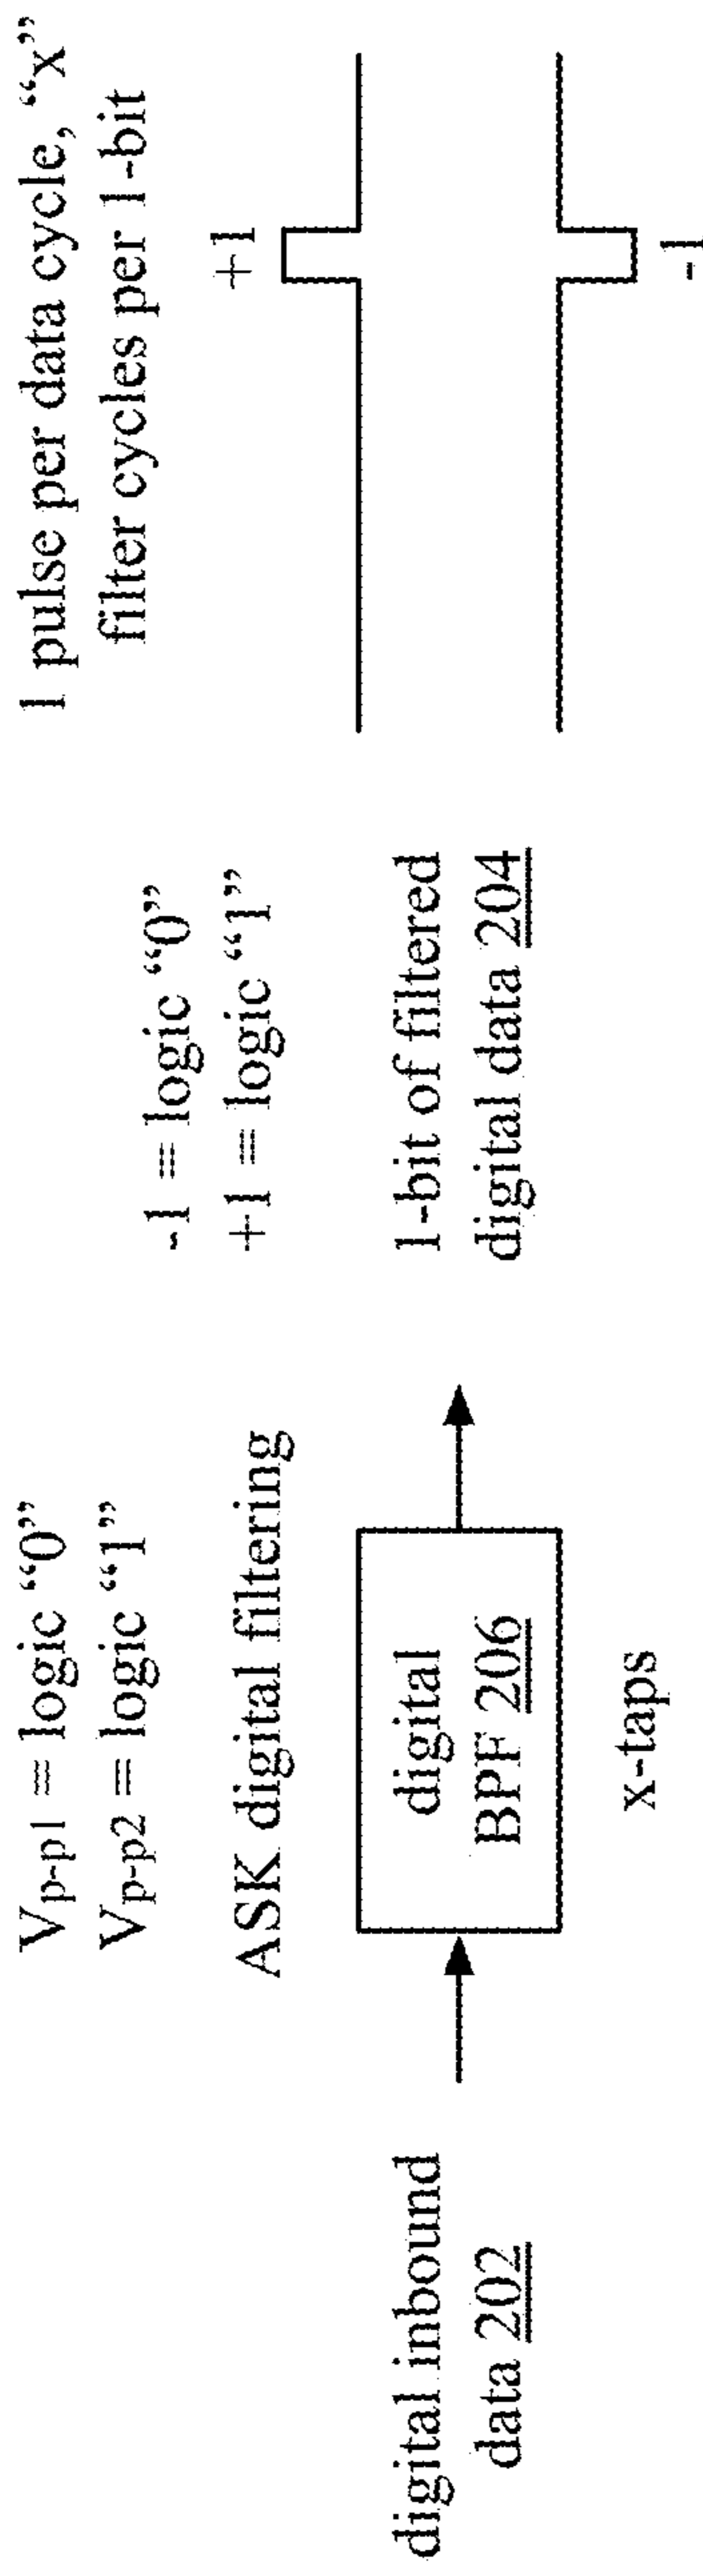 V_p-p1 = logic “0”
V_p-p2 = logic “1”
ASK digital filtering
digital inbound
data 202
digital
BPF 206
x-taps
-1 = logic “0”
+1 = logic “1”
1-bit of filtered
digital data 204
1 pulse per data cycle, “x”
filter cycles per 1-bit
+1
-1